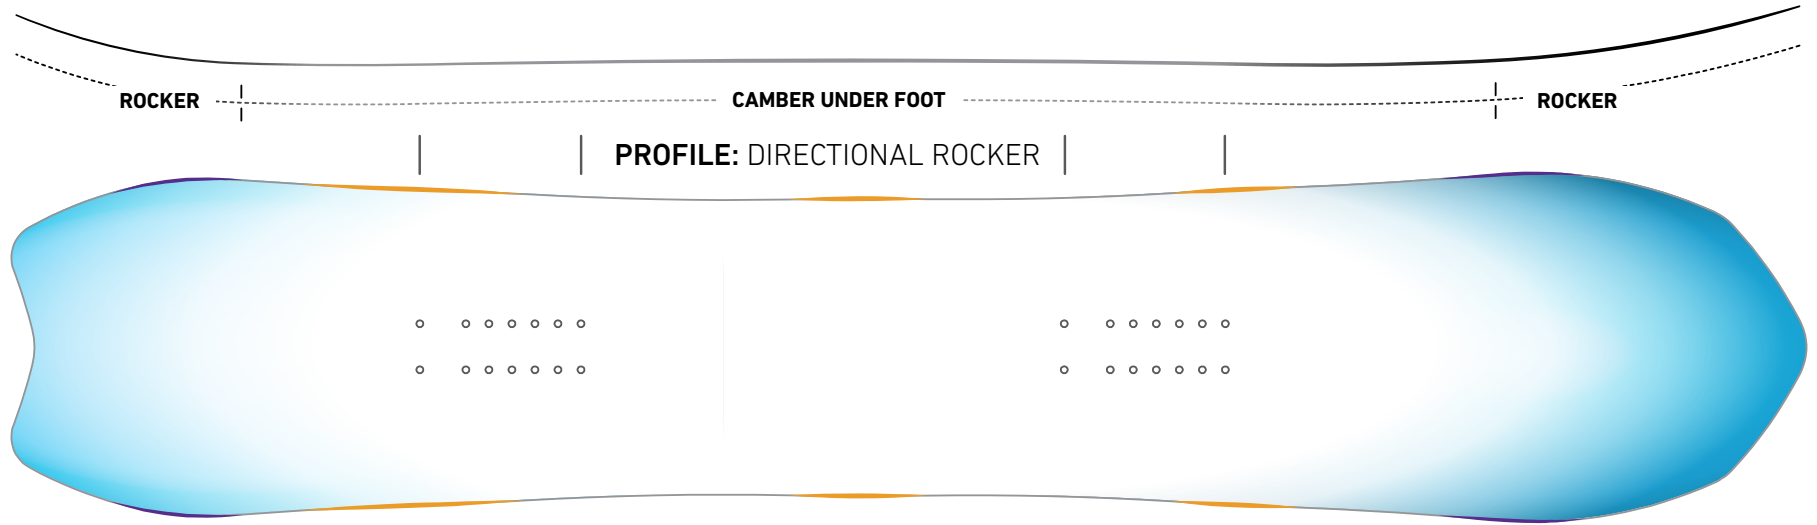 ROCKER CAMBER UNDER FOOT ROCKER
PROFILE: DIRECTIONAL ROCKER